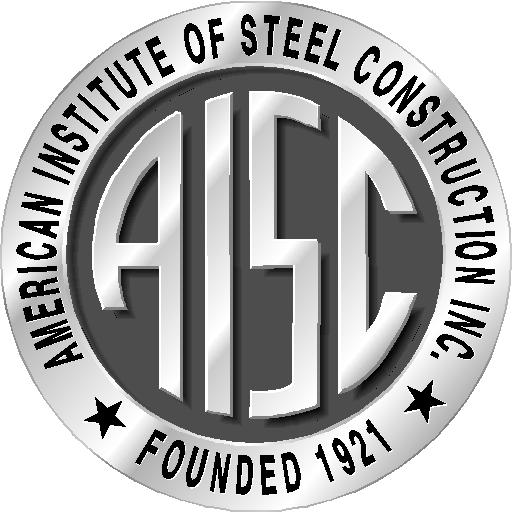 AMERICAN INSTITUTE OF STEEL CONSTRUCTION INC.
AISC
FOUNDED 1921